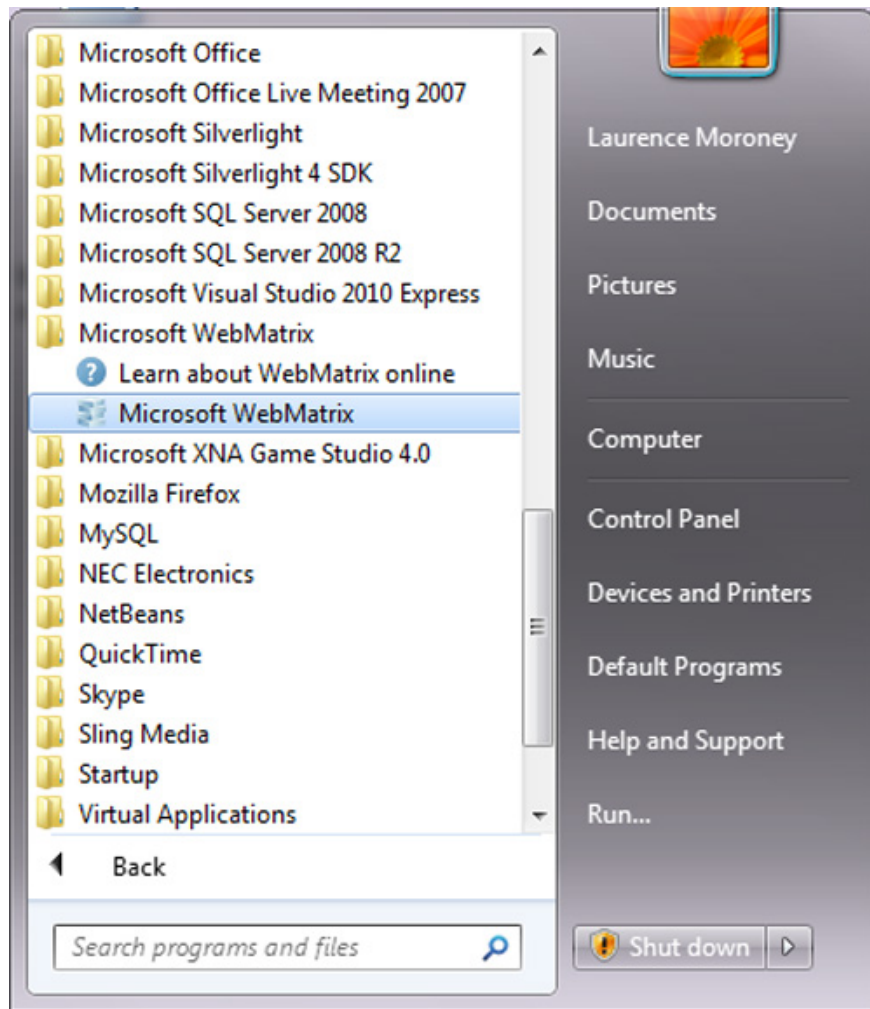 Microsoft Office
Microsoft Office Live Meeting 2007
Microsoft Silverlight
Microsoft Silverlight 4 SDK
Microsoft SQL Server 2008
Microsoft SQL Server 2008 R2
Microsoft Visual Studio 2010 Express
Microsoft WebMatrix
Learn about WebMatrix online
Microsoft WebMatrix
Microsoft XNA Game Studio 4.0
Mozilla Firefox
MySQL
NEC Electronics
NetBeans
QuickTime
Skype
Sling Media
Startup
Virtual Applications
Back
Search programs and files
Laurence Moroney
Documents
Pictures
Music
Computer
Control Panel
Devices and Printers
Default Programs
Help and Support
Run...
Shut down